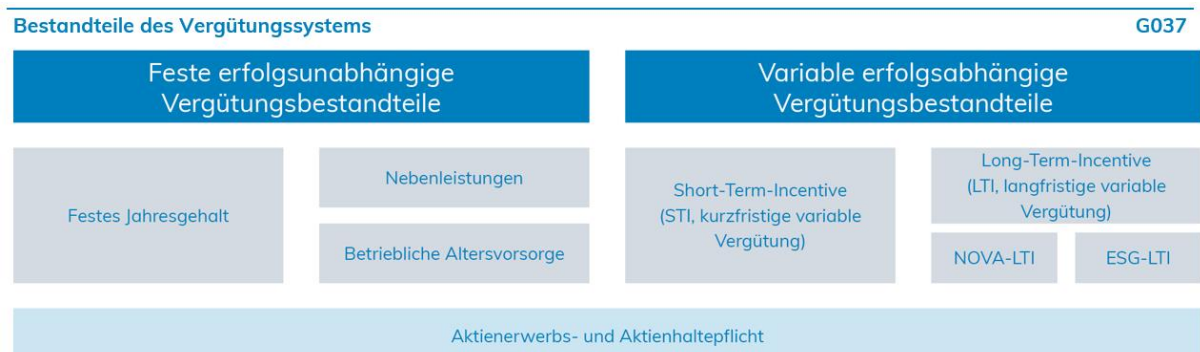 Bestandteile des Vergütungssystems
G037
Feste erfolgsunabhängige
Vergütungsbestandteile
Variable erfolgsabhängige
Vergütungsbestandteile
Festes Jahresgehalt
Nebenleistungen
Betriebliche Altersvorsorge
Short-Term-Incentive
(STI, kurzfristige variable
Vergütung)
Long-Term-Incentive
(LTI, langfristige variable
Vergütung)
NOVA-LTI
ESG-LTI
Aktienerwerbs- und Aktienhaltepflicht